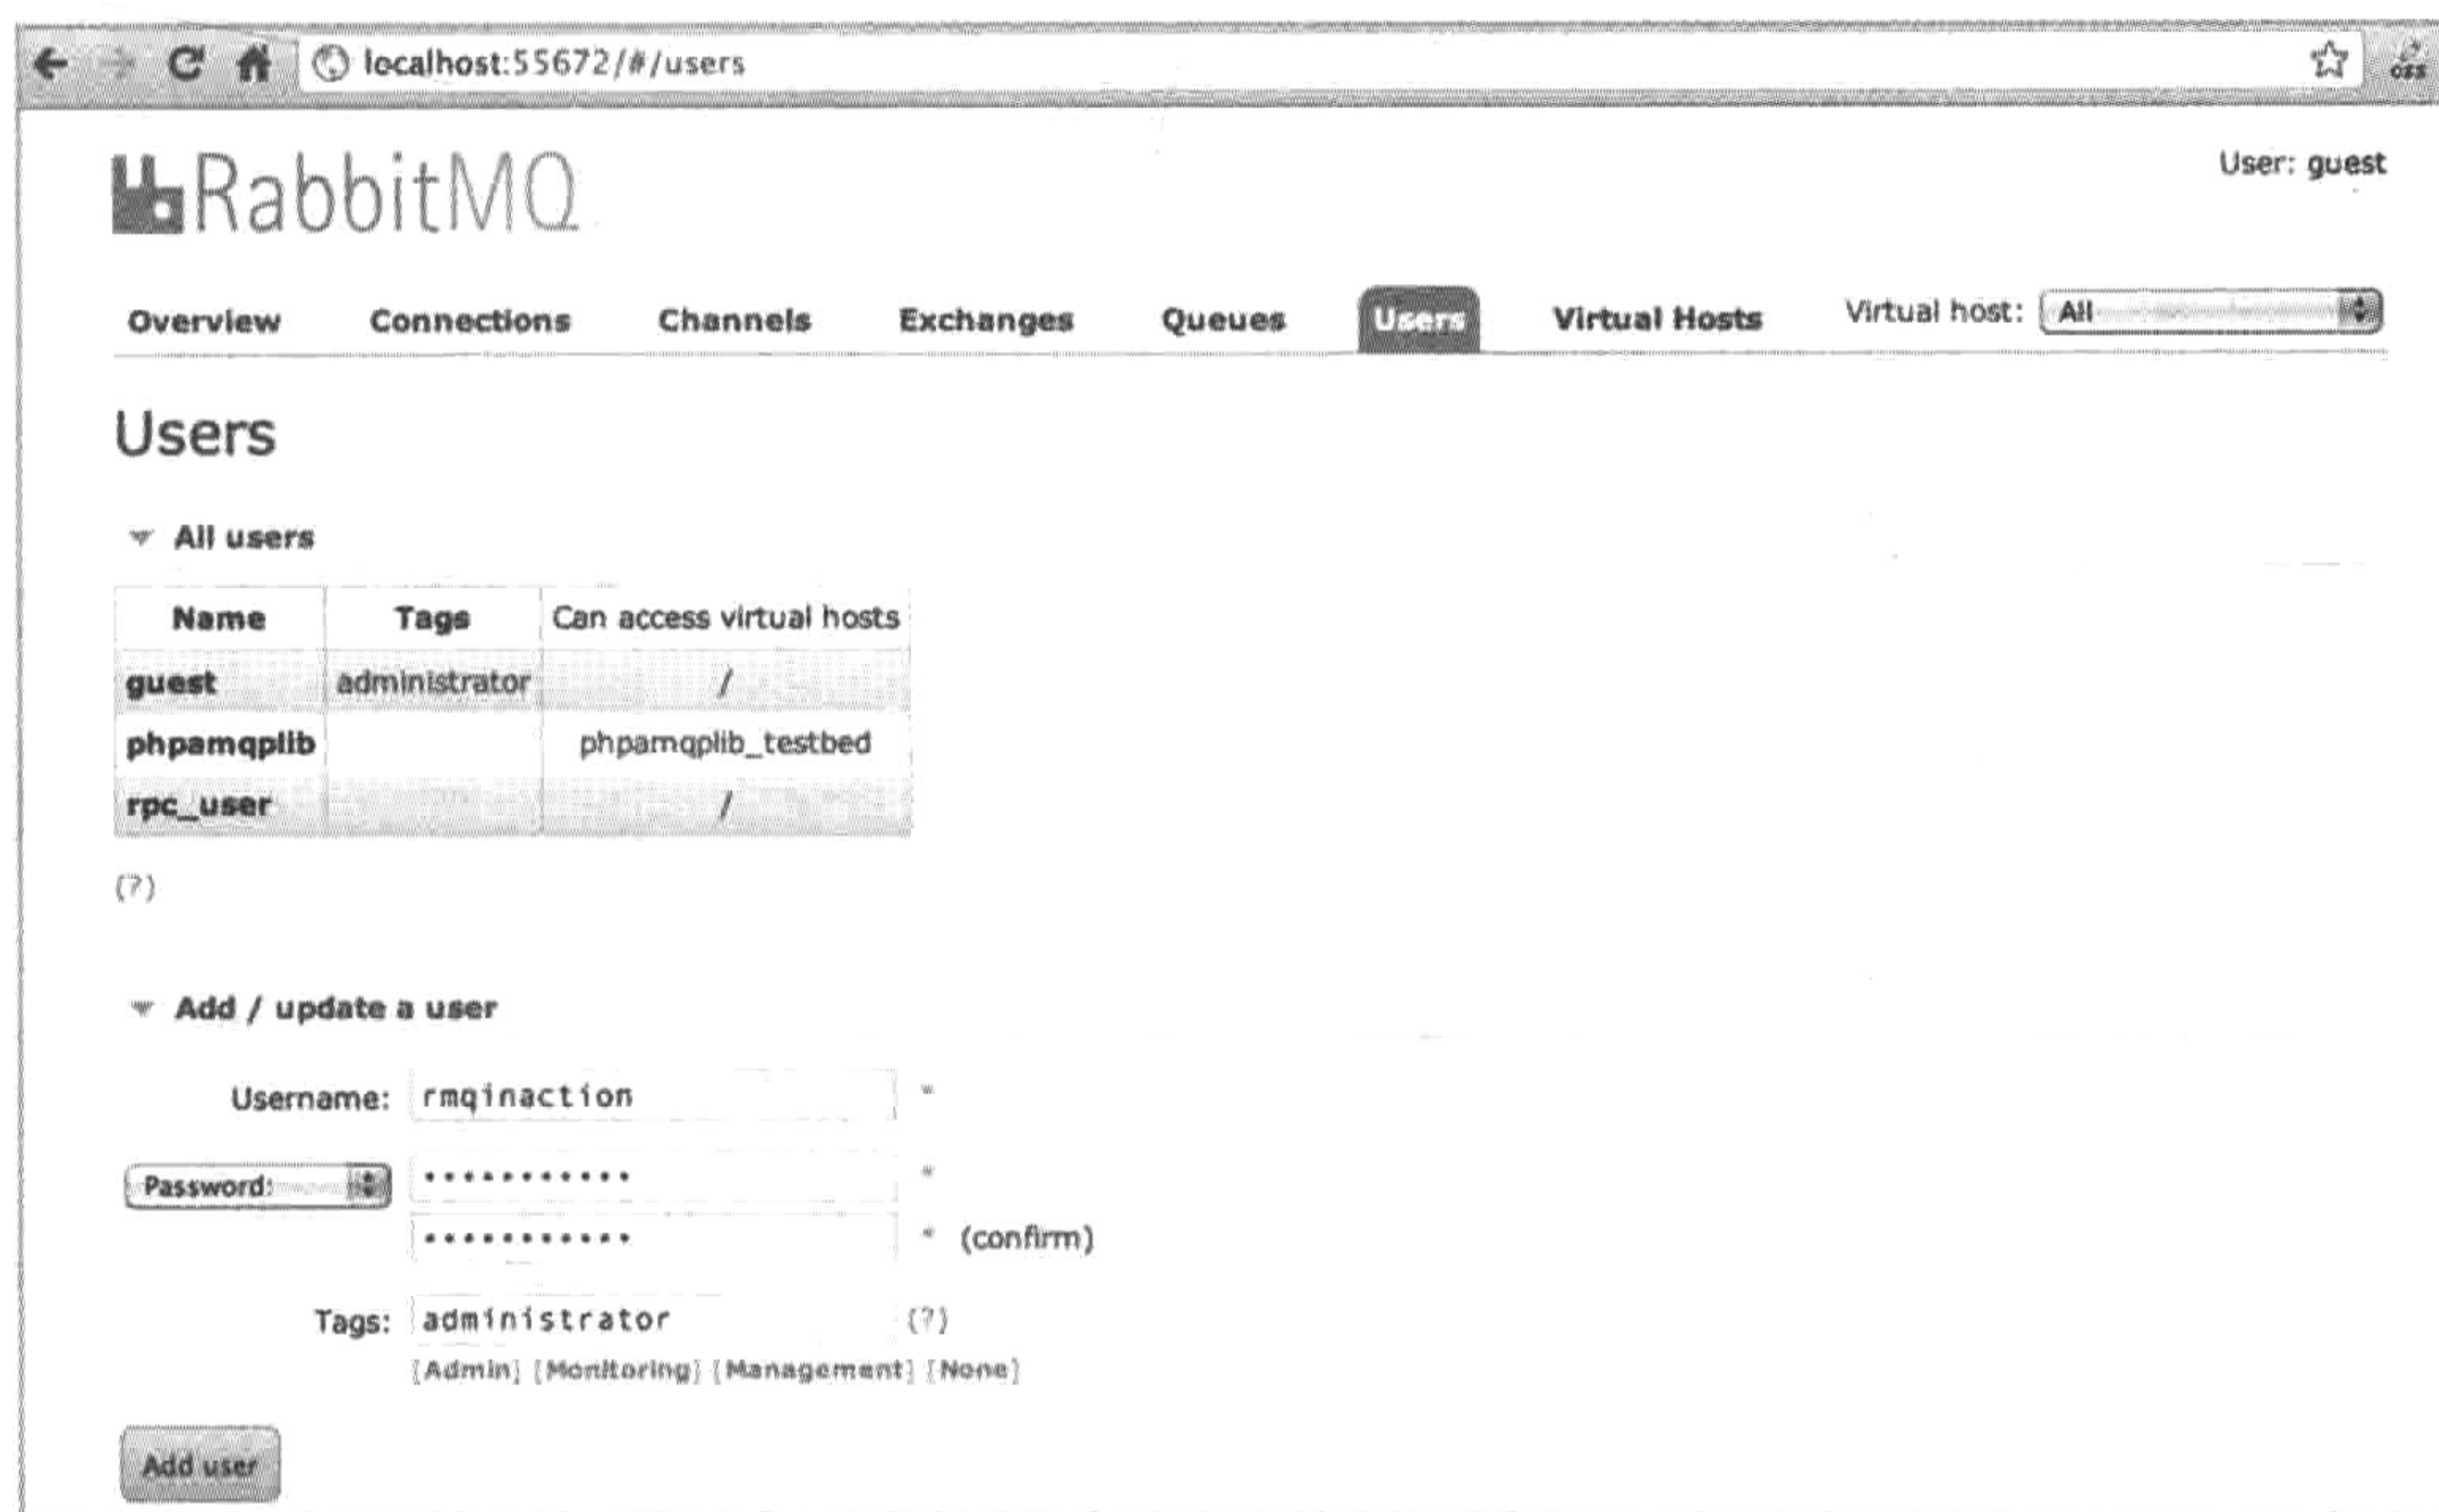 localhost:55672/#/users
OSS
RabbitMQ
User: guest
Overview Connections Channels Exchanges Queues Users Virtual Hosts Virtual host: All
Users
All users
Name Tags Can access virtual hosts
guest administrator /
phpamqplib phpamqplib_testbed
rpc_user /
(?)
Add / update a user
Username: rmqinaction *
Password: ••••••••••• *
••••••••••• * (confirm)
Tags: administrator (?)
[Admin] [Monitoring] [Management] [None]
Add user